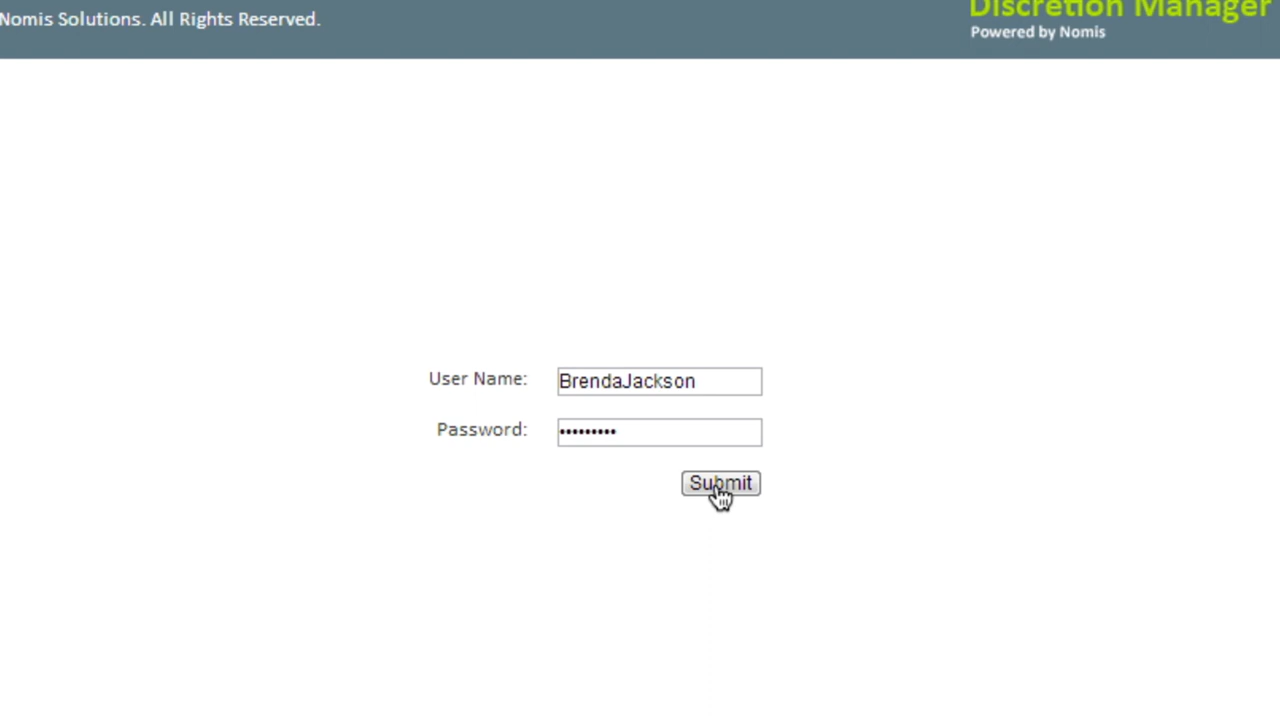 Nomis Solutions. All Rights Reserved.
Discretion Manager
Powered by Nomis
User Name: BrendaJackson
Password: •••••••••
Submit